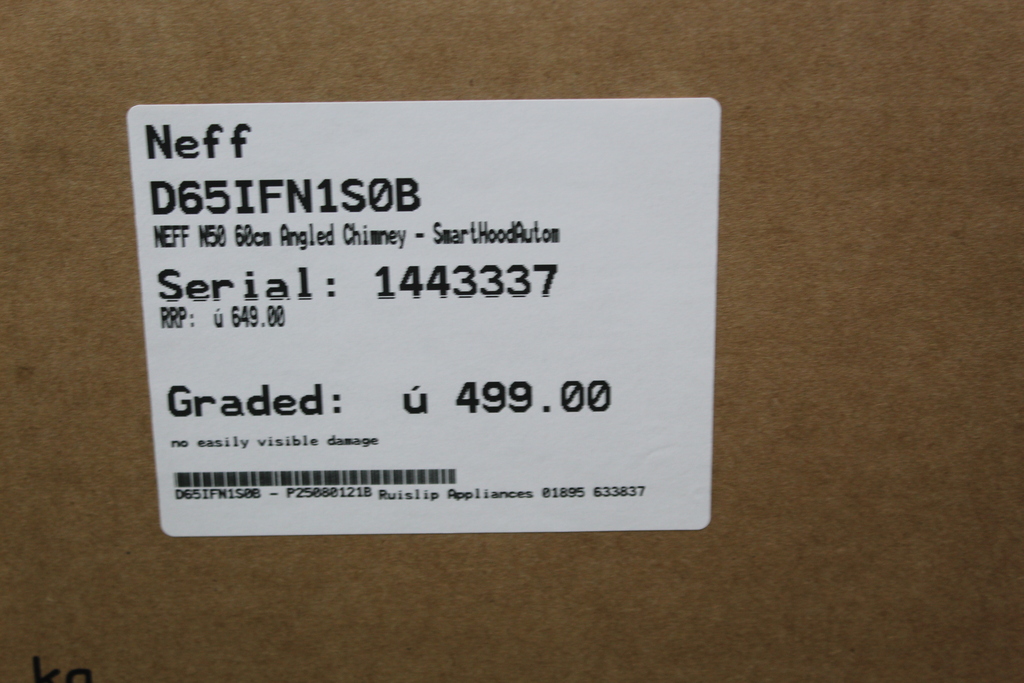 Neff
D65IFN1S0B
NEFF N50 60cm Angled Chimney - SmartHoodAutom
Serial: 1443337
RRP: ú 649.00
Graded: ú 499.00
no easily visible damage
D65IFN1S0B - P25080121B Ruislip Appliances 01895 633837
kg